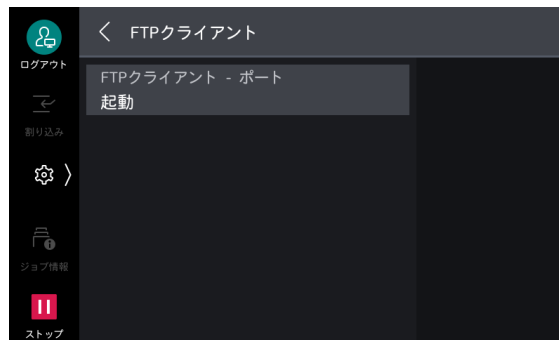 FTPクライアント
ログアウト
FTPクライアント - ポート
起動
割り込み
ジョブ情報
ストップ